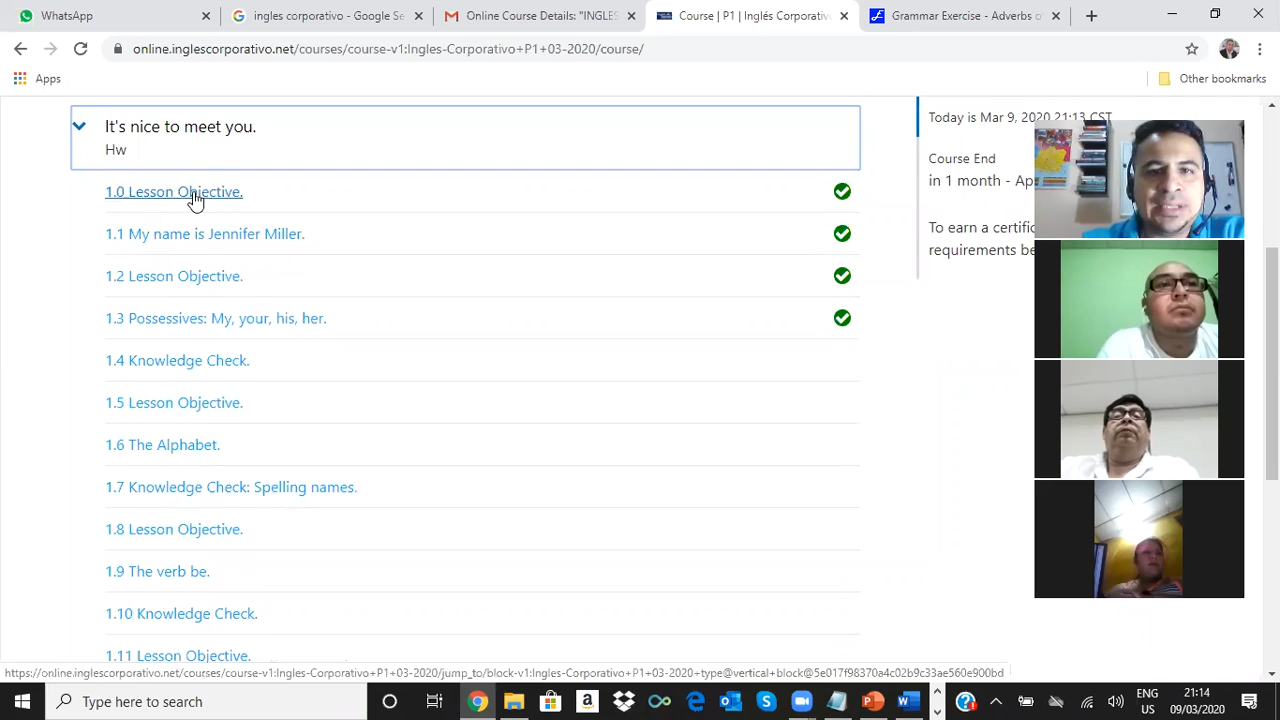 WhatsApp
ingles corporativo - Google S
Online Course Details: "INGLES
Course | P1 | Inglés Corporativ
Grammar Exercise - Adverbs of
online.inglescorporativo.net/courses/course-v1:Ingles-Corporativo+P1+03-2020/course/
Apps
Other bookmarks
It's nice to meet you.
Hw
1.0 Lesson Objective.
1.1 My name is Jennifer Miller.
1.2 Lesson Objective.
1.3 Possessives: My, your, his, her.
1.4 Knowledge Check.
1.5 Lesson Objective.
1.6 The Alphabet.
1.7 Knowledge Check: Spelling names.
1.8 Lesson Objective.
1.9 The verb be.
1.10 Knowledge Check.
1.11 Lesson Objective.
Today is Mar 9, 2020 21:13 CST
Course End
in 1 month - Ap
To earn a certific
requirements be
https://online.inglescorporativo.net/courses/course-v1:Ingles-Corporativo+P1+03-2020/jump_to/block-v1:Ingles-Corporativo+P1+03-2020+type@vertical+block@5e017f98370a4c02b9c33ae560e900bd
Type here to search
ENG
US
21:14
09/03/2020